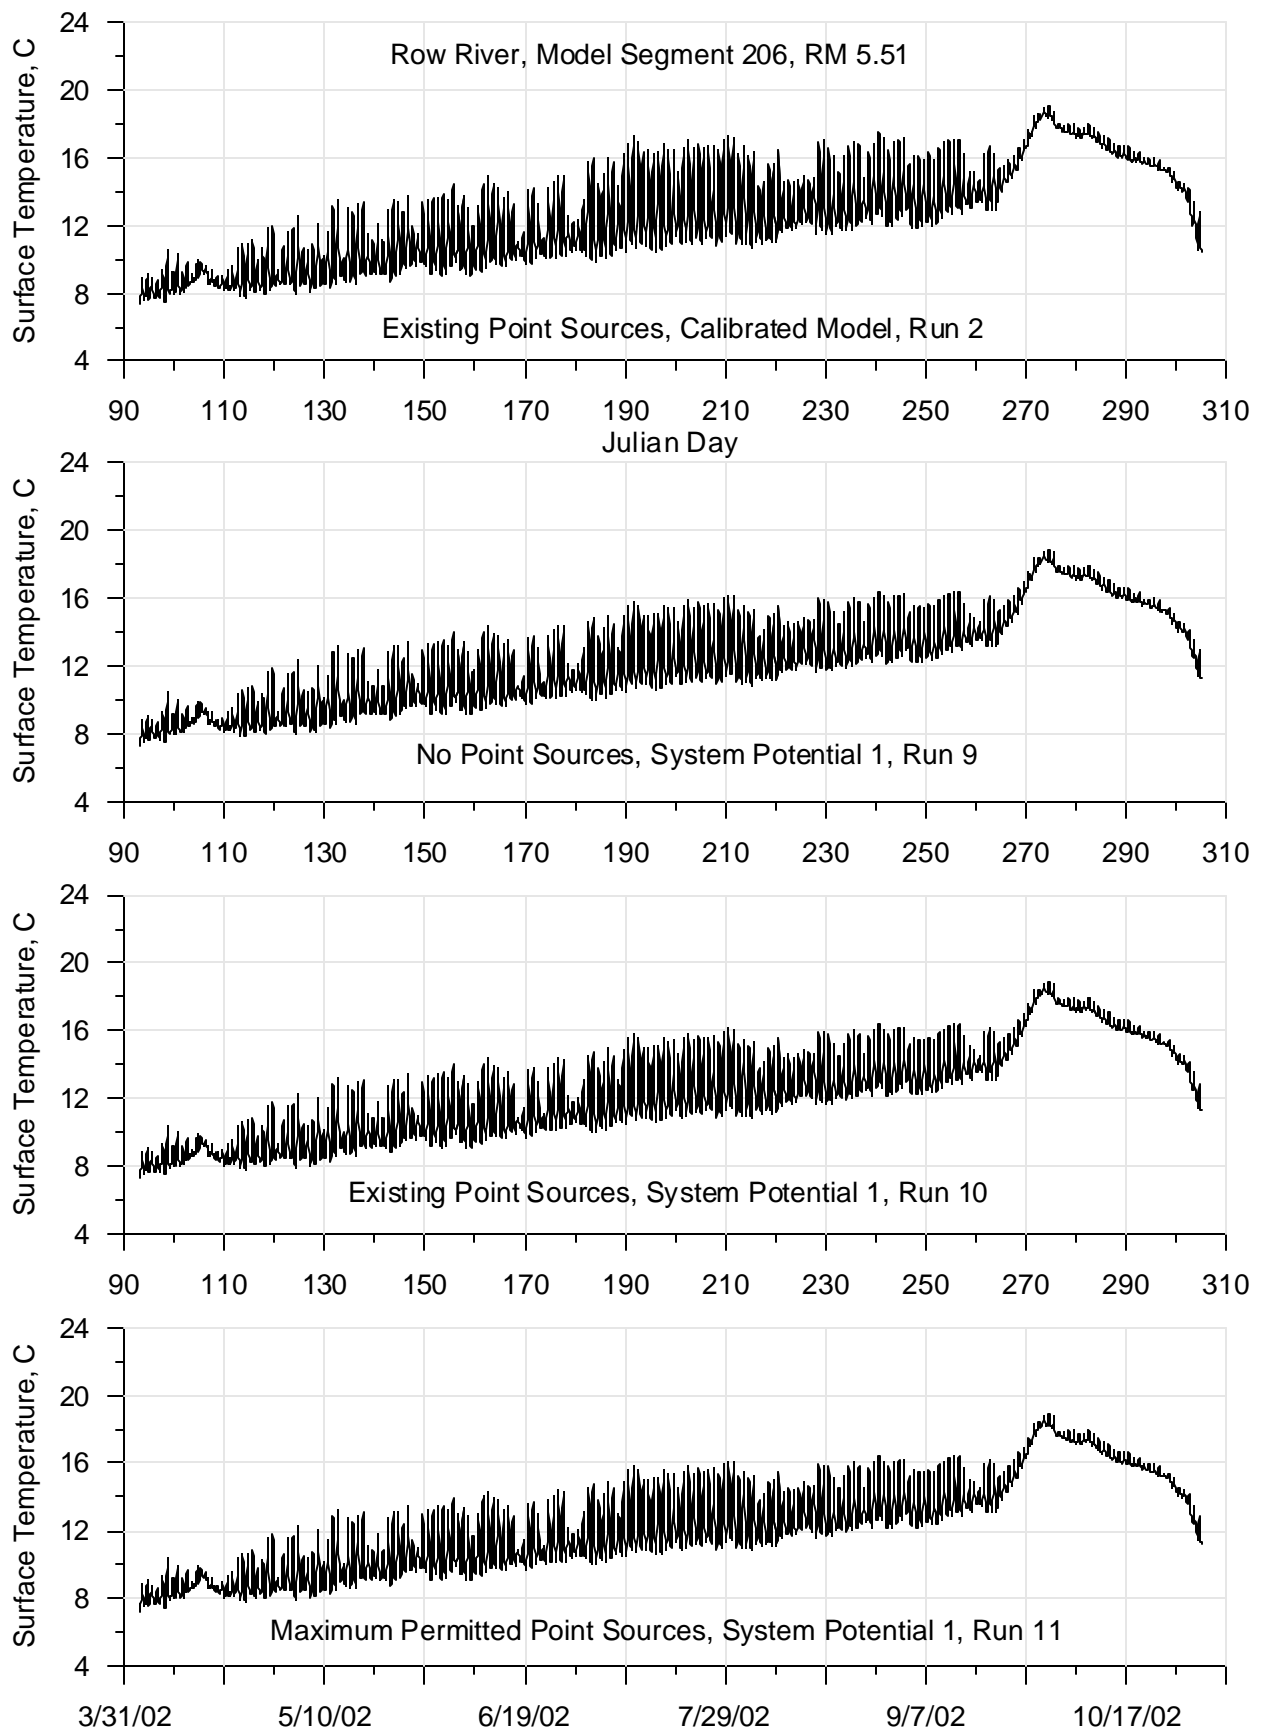 24
Row River, Model Segment 206, RM 5.51
20
16
12
8
4
Surface Temperature, C
Existing Point Sources, Calibrated Model, Run 2
90 110 130 150 170 190 210 230 250 270 290 310
Julian Day
24
20
16
12
8
4
Surface Temperature, C
No Point Sources, System Potential 1, Run 9
90 110 130 150 170 190 210 230 250 270 290 310
24
20
16
12
8
4
Surface Temperature, C
Existing Point Sources, System Potential 1, Run 10
90 110 130 150 170 190 210 230 250 270 290 310
24
20
16
12
8
4
Surface Temperature, C
Maximum Permitted Point Sources, System Potential 1, Run 11
3/31/02 5/10/02 6/19/02 7/29/02 9/7/02 10/17/02